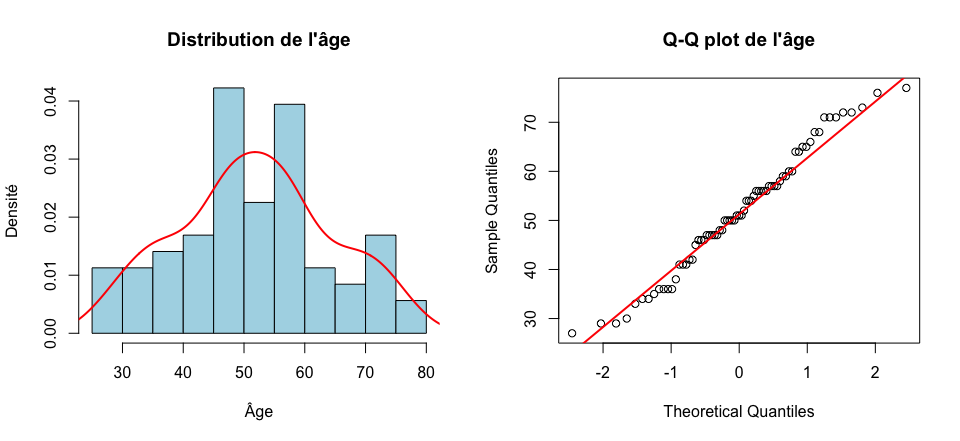 Distribution de l'âge
Densité
0.04
0.03
0.02
0.01
0.00
30 40 50 60 70 80
Âge
Q-Q plot de l'âge
Sample Quantiles
70
60
50
40
30
-2 -1 0 1 2
Theoretical Quantiles